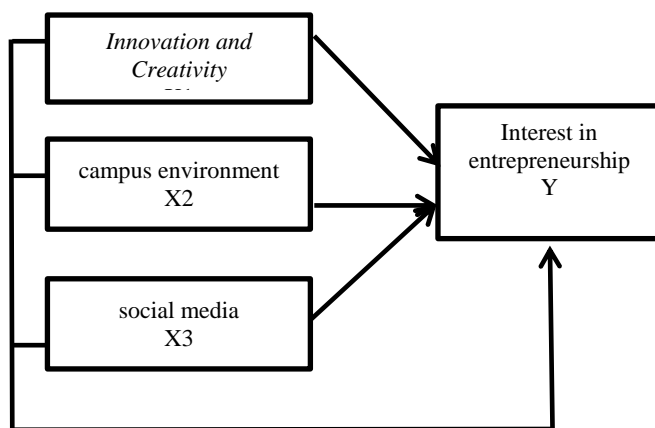 Innovation and
Creativity
campus environment
X2
social media
X3
Interest in
entrepreneurship
Y